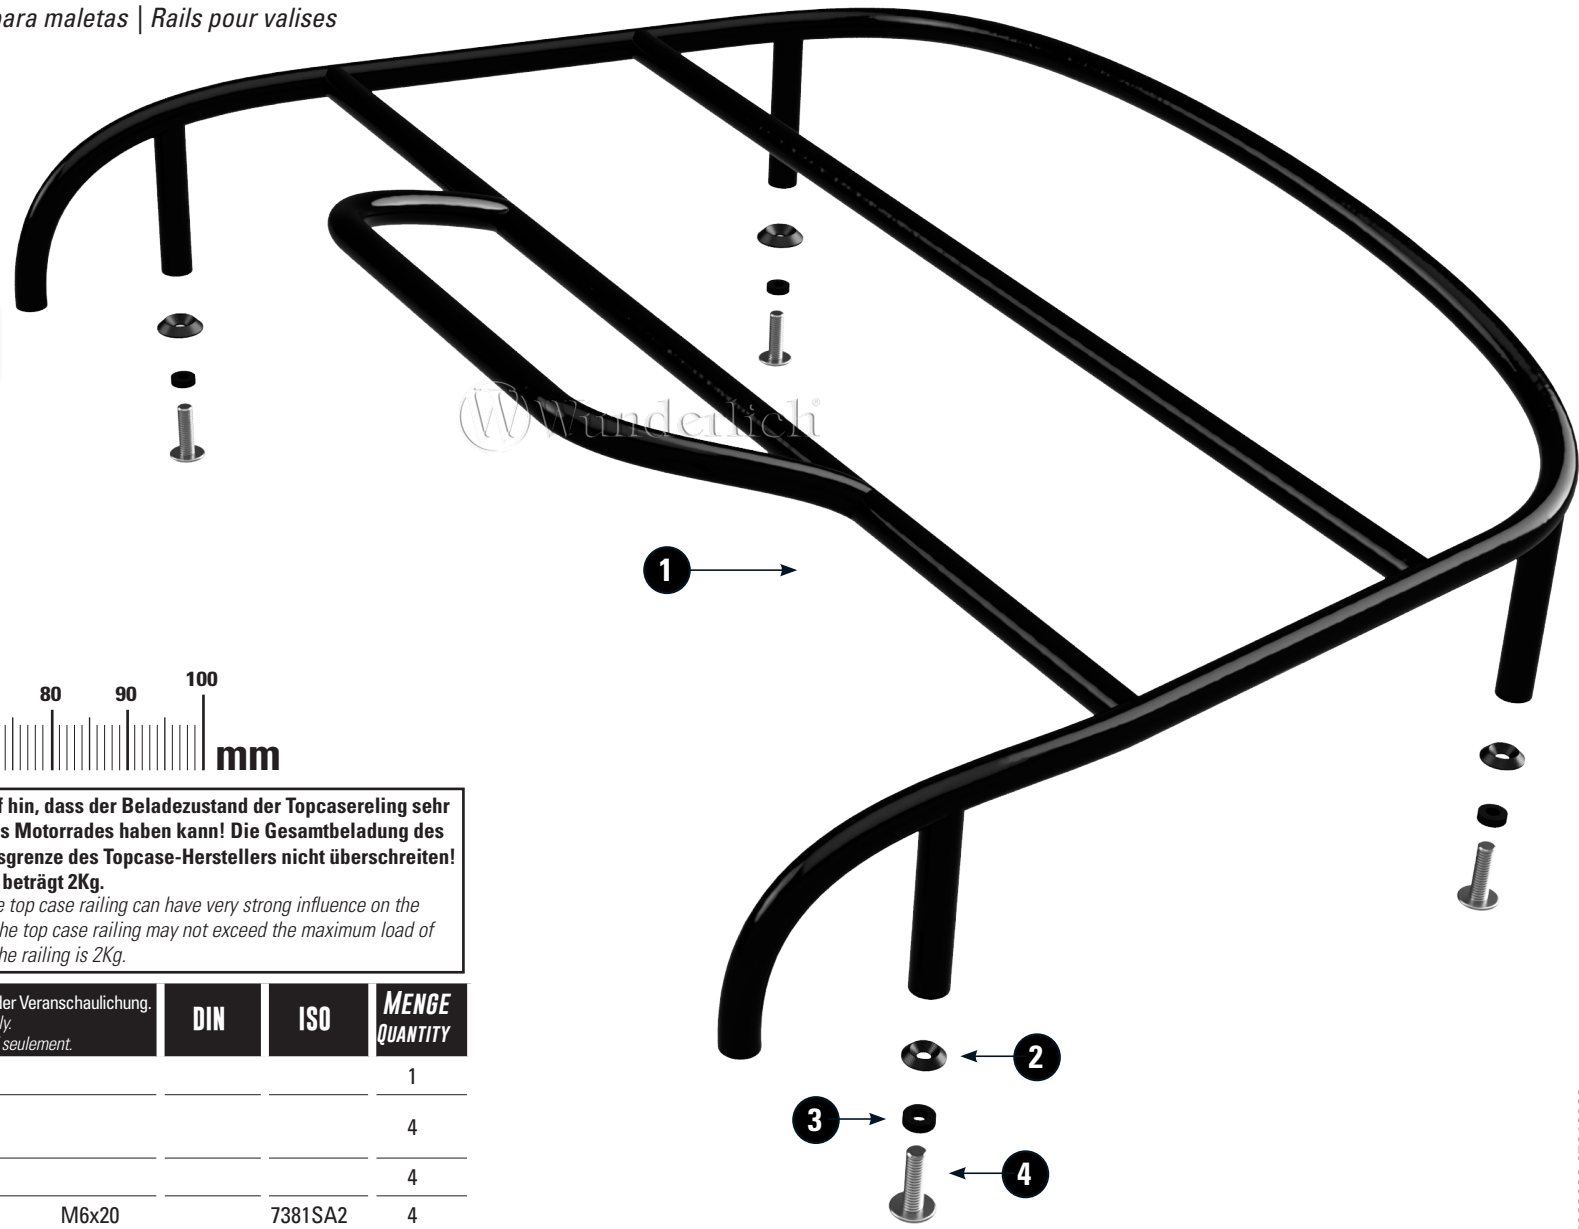 para maletas | Rails pour valises
Wunderlich®
1
80 90 100
mm
hin, dass der Beladezustand der Topcasereling sehr
s Motorrades haben kann! Die Gesamtbeladung des
sgrenze des Topcase-Herstellers nicht überschreiten!
beträgt 2Kg.
e top case railing can have very strong influence on the
he top case railing may not exceed the maximum load of
he railing is 2Kg.
der Veranschaulichung.
ly.
seulement.
DIN ISO MENGE
QUANTITY
1
4
4
M6x20 7381SA2 4
2
3
4